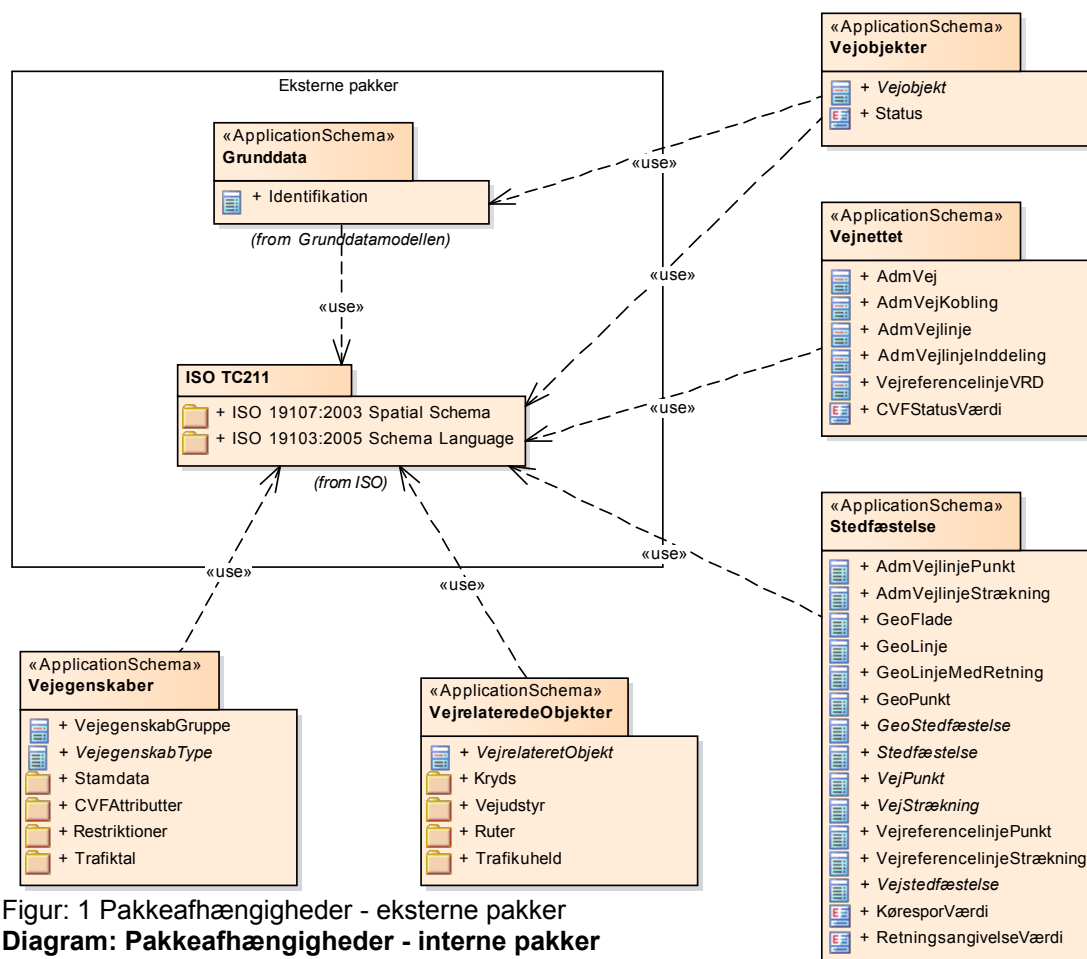 «ApplicationSchema»
Vejobjekter
+ Vejobjekt
+ Status
Eksterne pakker
«ApplicationSchema»
Grunddata
+ Identifikation
(from Grunddatamodellen)
«use»
«use»
«use»
«ApplicationSchema»
Vejnettet
+ AdmVej
+ AdmVejKobling
+ AdmVejlinje
+ AdmVejlinjeInddeling
+ VejreferencelinjeVRD
+ CVFStatusVærdi
ISO TC211
+ ISO 19107:2003 Spatial Schema
+ ISO 19103:2005 Schema Language
(from ISO)
«use»
«use»
«use»
«use»
«ApplicationSchema»
Stedfæstelse
+ AdmVejlinjePunkt
+ AdmVejlinjeStrækning
+ GeoFlade
+ GeoLinje
+ GeoLinjeMedRetning
+ GeoPunkt
+ GeoStedfæstelse
+ Stedfæstelse
+ VejPunkt
+ VejStrækning
+ VejreferencelinjePunkt
+ VejreferencelinjeStrækning
+ Vejstedfæstelse
+ KøresporVærdi
+ RetningsangivelseVærdi
«ApplicationSchema»
Vejegenskaber
+ VejegenskabGruppe
+ VejegenskabType
+ Stamdata
+ CVFAttributter
+ Restriktioner
+ Trafiktal
«ApplicationSchema»
VejrelateredeObjekter
+ VejrelateretObjekt
+ Kryds
+ Vejudstyr
+ Ruter
+ Trafikuheld
Figur: 1 Pakkeafhængigheder - eksterne pakker
Diagram: Pakkeafhængigheder - interne pakker